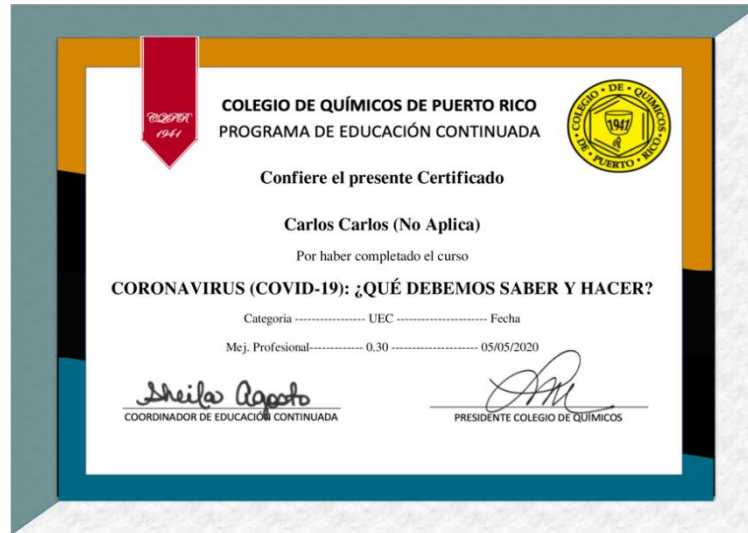 CQPR
1941
COLEGIO DE QUÍMICOS DE PUERTO RICO
PROGRAMA DE EDUCACIÓN CONTINUADA
COLEGIO • DE • QUIMICOS • DE • PUERTO • RICO
1941
Confiere el presente Certificado
Carlos Carlos (No Aplica)
Por haber completado el curso
CORONAVIRUS (COVID-19): ¿QUÉ DEBEMOS SABER Y HACER?
Categoria ----------------- UEC ---------------------- Fecha
Mej. Profesional------------- 0.30 --------------------- 05/05/2020
Sheila Agosto
COORDINADOR DE EDUCACIÓN CONTINUADA
PRESIDENTE COLEGIO DE QUÍMICOS